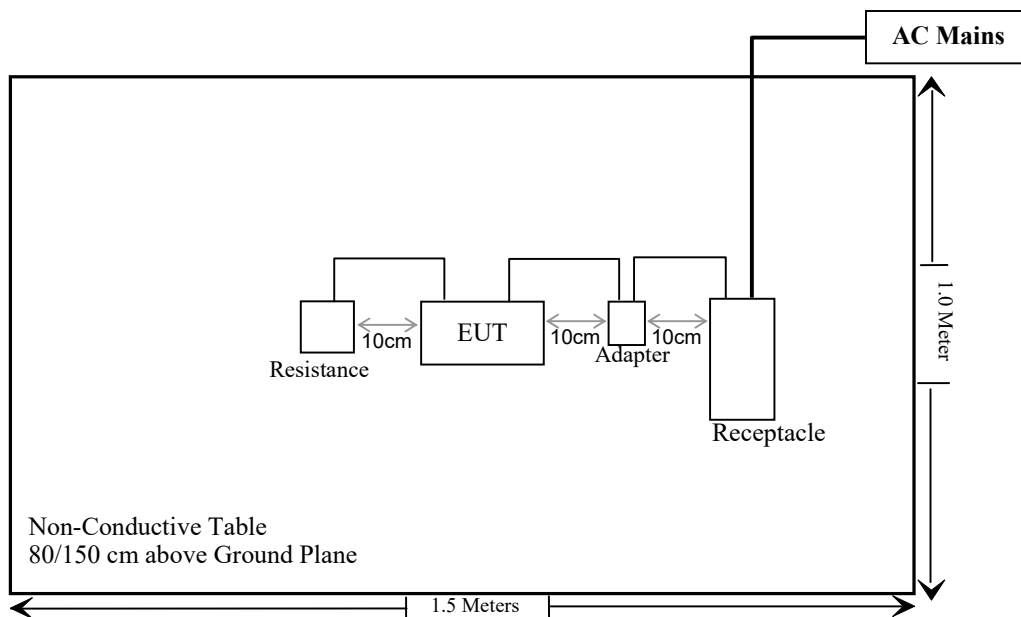 AC Mains
1.0 Meter
EUT
10cm
10cm
10cm
Adapter
Resistance
Receptacle
Non-Conductive Table
80/150 cm above Ground Plane
1.5 Meters